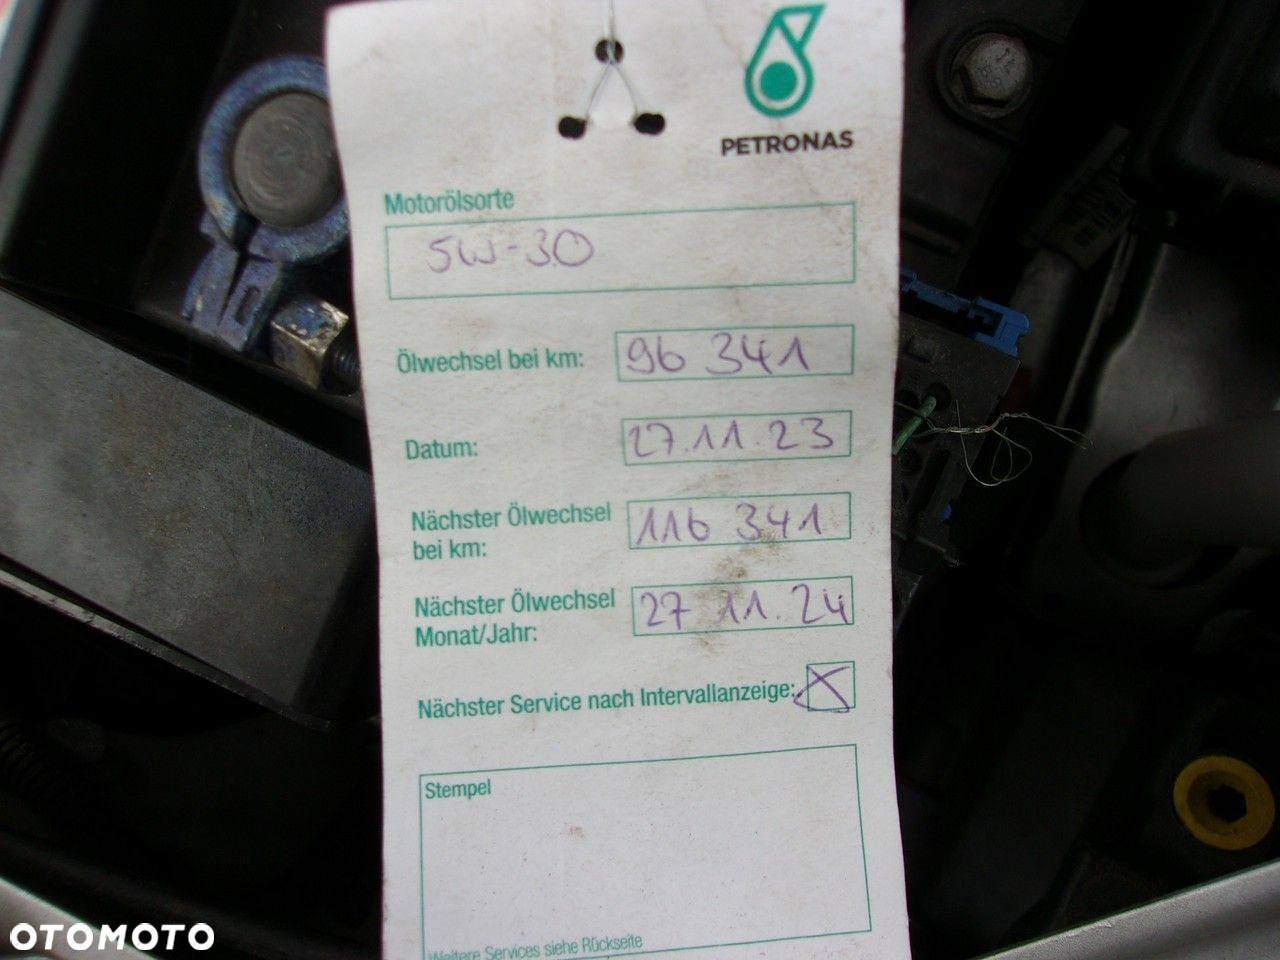 PETRONAS
Motorölsorte
5W-30
Ölwechsel bei km: 96 341
Datum: 27.11.23
Nächster Ölwechsel
bei km: 116 341
Nächster Ölwechsel
Monat/Jahr: 27 11.24
Nächster Service nach Intervallanzeige: X
Stempel
Weitere Services siehe Rückseite
OTOMOTO